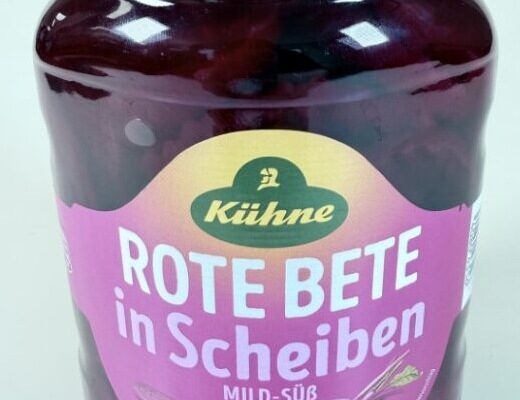 Kühne
ROTE BETE
in Scheiben
MILD-SÜß